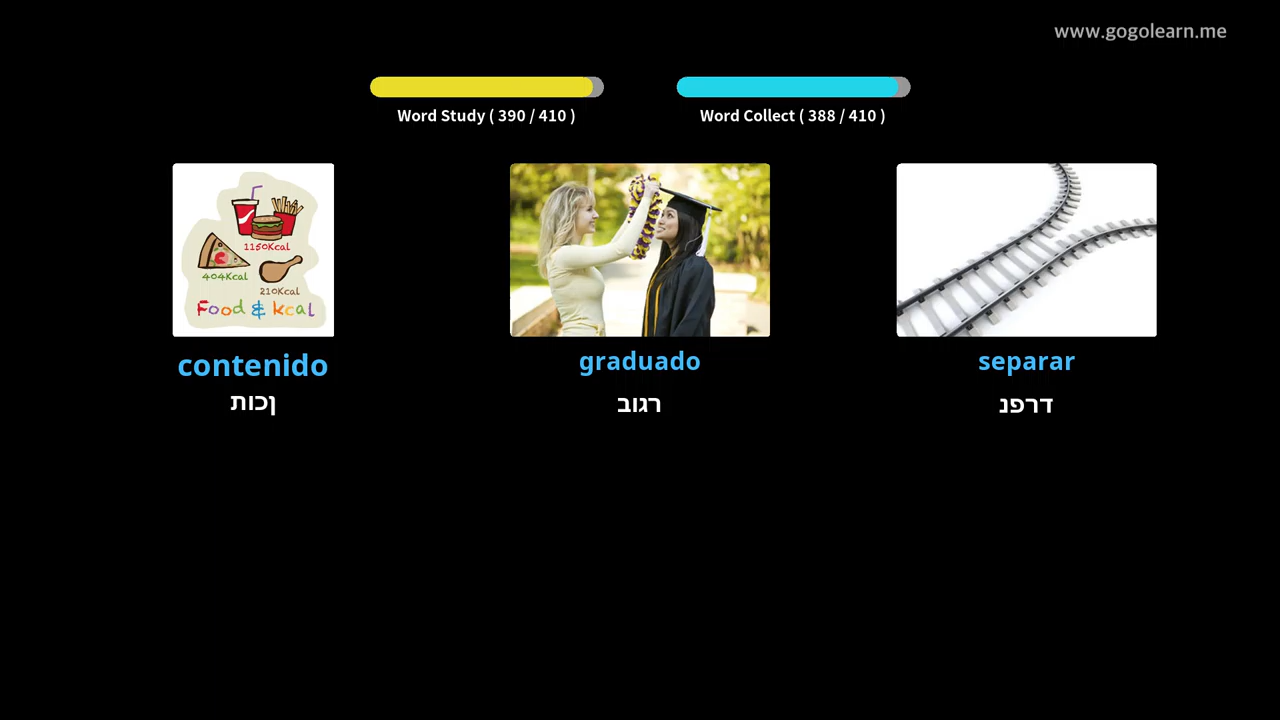 www.gogolearn.me
Word Study ( 390 / 410 )
Word Collect ( 388 / 410 )
1150Kcal
404Kcal
210Kcal
Food & kcal
contenido
ןכות
graduado
רגוב
separar
דרפנ